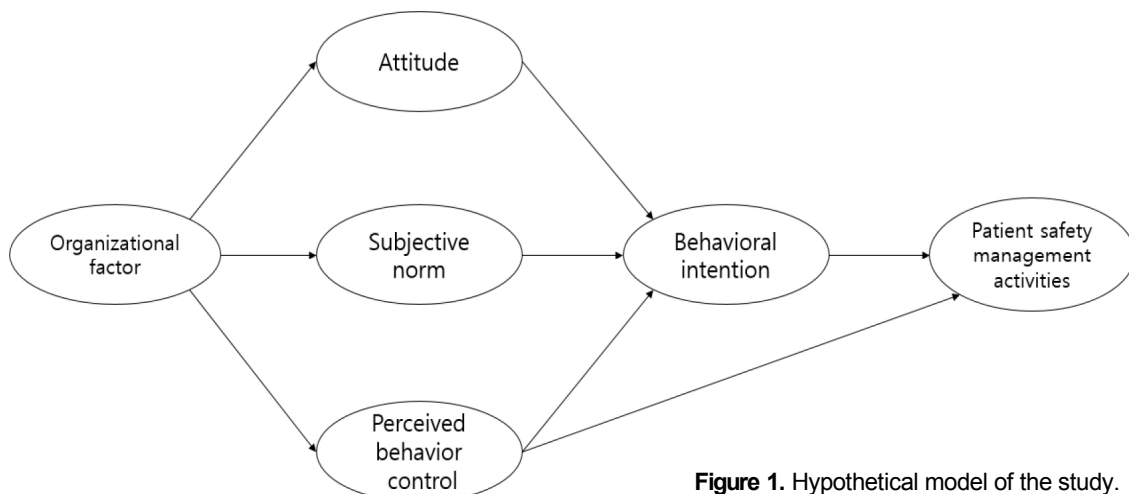 Attitude
Organizational
factor
Subjective
norm
Behavioral
intention
Patient safety
management
activities
Perceived
behavior
control
Figure 1. Hypothetical model of the study.